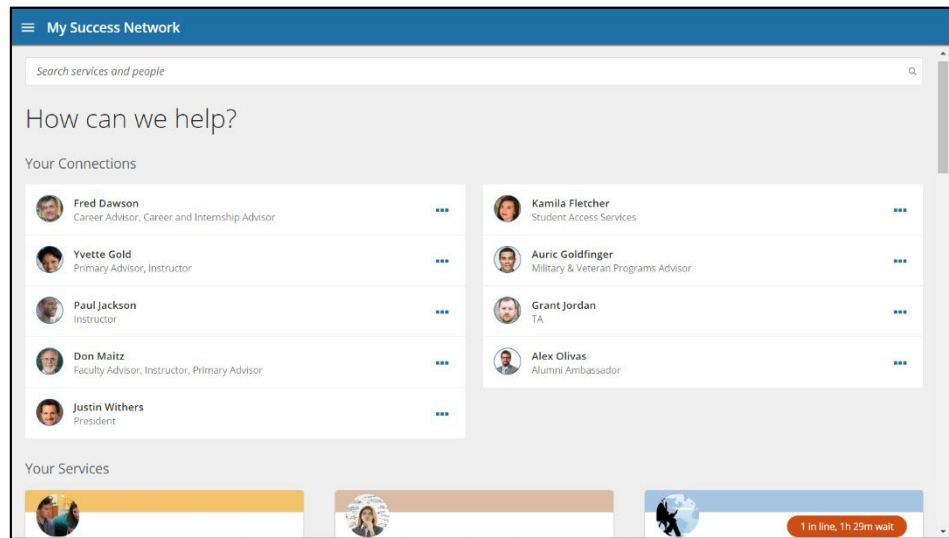 My Success Network
Search services and people
How can we help?
Your Connections
Fred Dawson
Career Advisor, Career and Internship Advisor
Yvette Gold
Primary Advisor, Instructor
Paul Jackson
Instructor
Don Maitz
Faculty Advisor, Instructor, Primary Advisor
Justin Withers
President
Kamila Fletcher
Student Access Services
Auric Goldfinger
Military & Veteran Programs Advisor
Grant Jordan
TA
Alex Olivas
Alumni Ambassador
Your Services
1 in line, 1h 29m wait